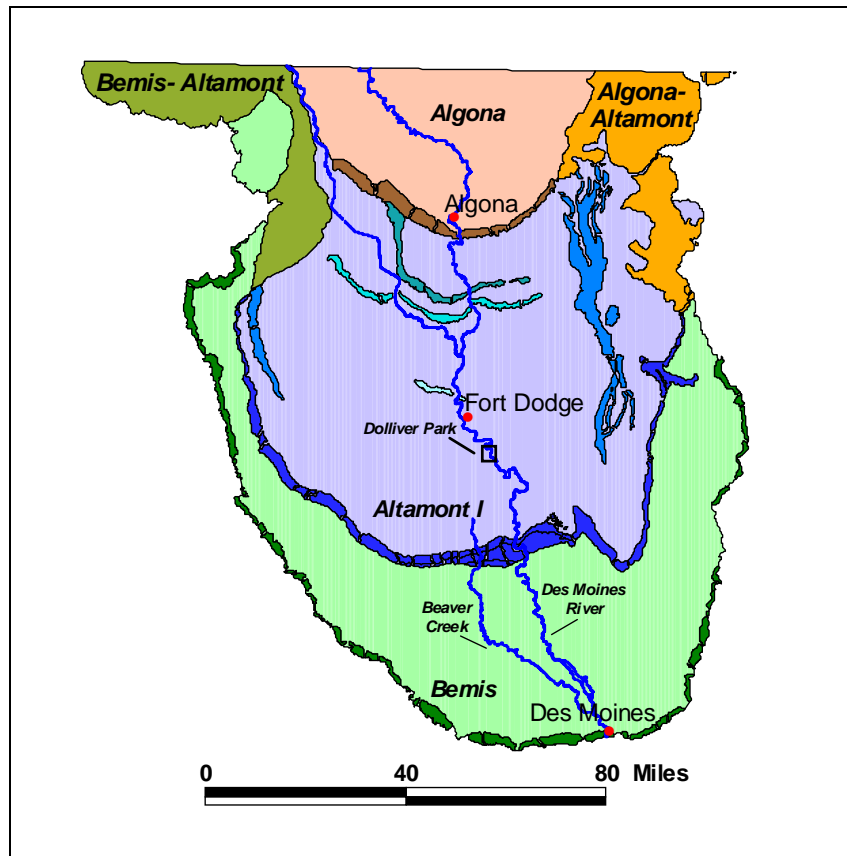 Bemis- Altamont
Algona
Algona-
Altamont
Algona
Fort Dodge
Dolliver Park
Altamont I
Des Moines
River
Beaver
Creek
Bemis
Des Moines
0 40 80 Miles